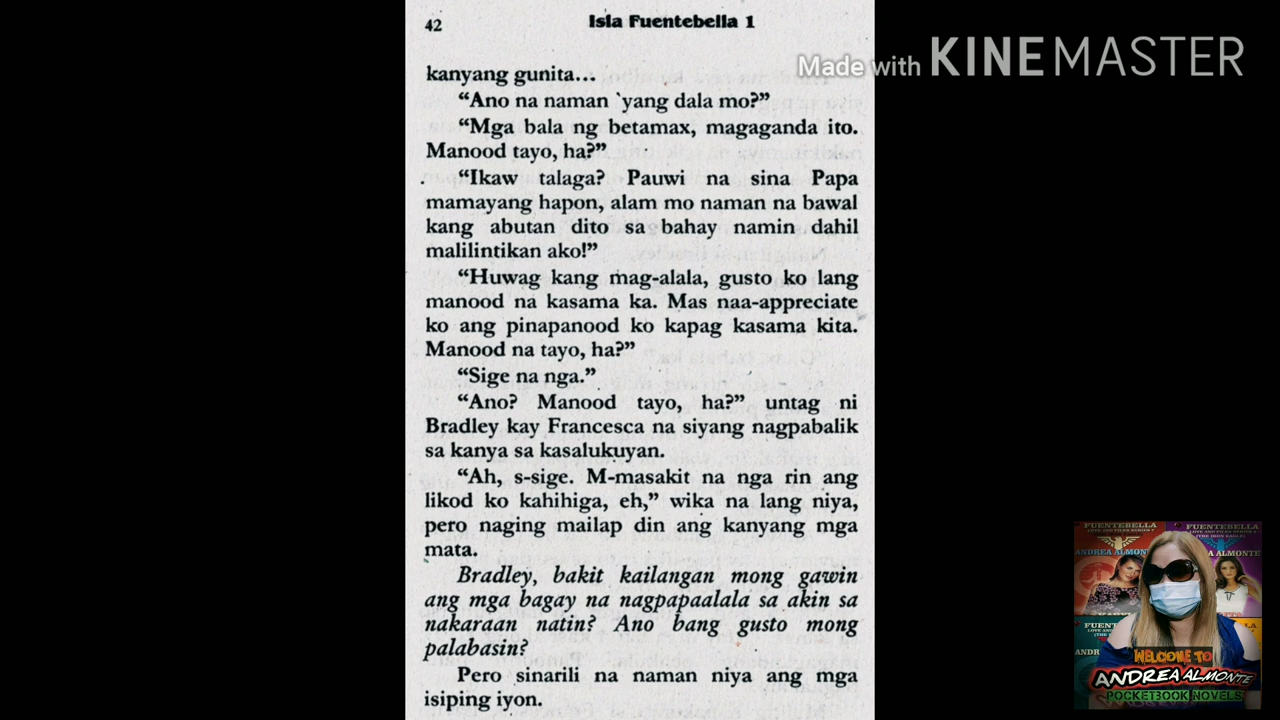 42
Isla Fuentebella 1
Made with KINEMASTER
kanyang gunita...
“Ano na naman `yang dala mo?”
“Mga bala ng betamax, magaganda ito.
Manood tayo, ha?”
“Ikaw talaga? Pauwi na sina Papa
mamayang hapon, alam mo naman na bawal
kang abutan dito sa bahay namin dahil
malilintikan ako!”
“Huwag kang mag-alala, gusto ko lang
manood na kasama ka. Mas naa-appreciate
ko ang pinapanood ko kapag kasama kita.
Manood na tayo, ha?”
“Sige na nga.”
“Ano? Manood tayo, ha?” untag ni
Bradley kay Francesca na siyang nagpabalik
sa kanya sa kasalukuyan.
“Ah, s-sige. M-masakit na nga rin ang
likod ko kahihiga, eh,” wika na lang niya,
pero naging mailap din ang kanyang mga
mata.
Bradley, bakit kailangan mong gawin
ang mga bagay na nagpapaalala sa akin sa
nakaraan natin? Ano bang gusto mong
palabasin?
Pero sinarili na naman niya ang mga
isiping iyon.
FUENTEBELLA
FUENTEBELLA
ANDREA ALMONTE
WELCOME TO
ANDREA ALMONTE
POCKETBOOK NOVELS